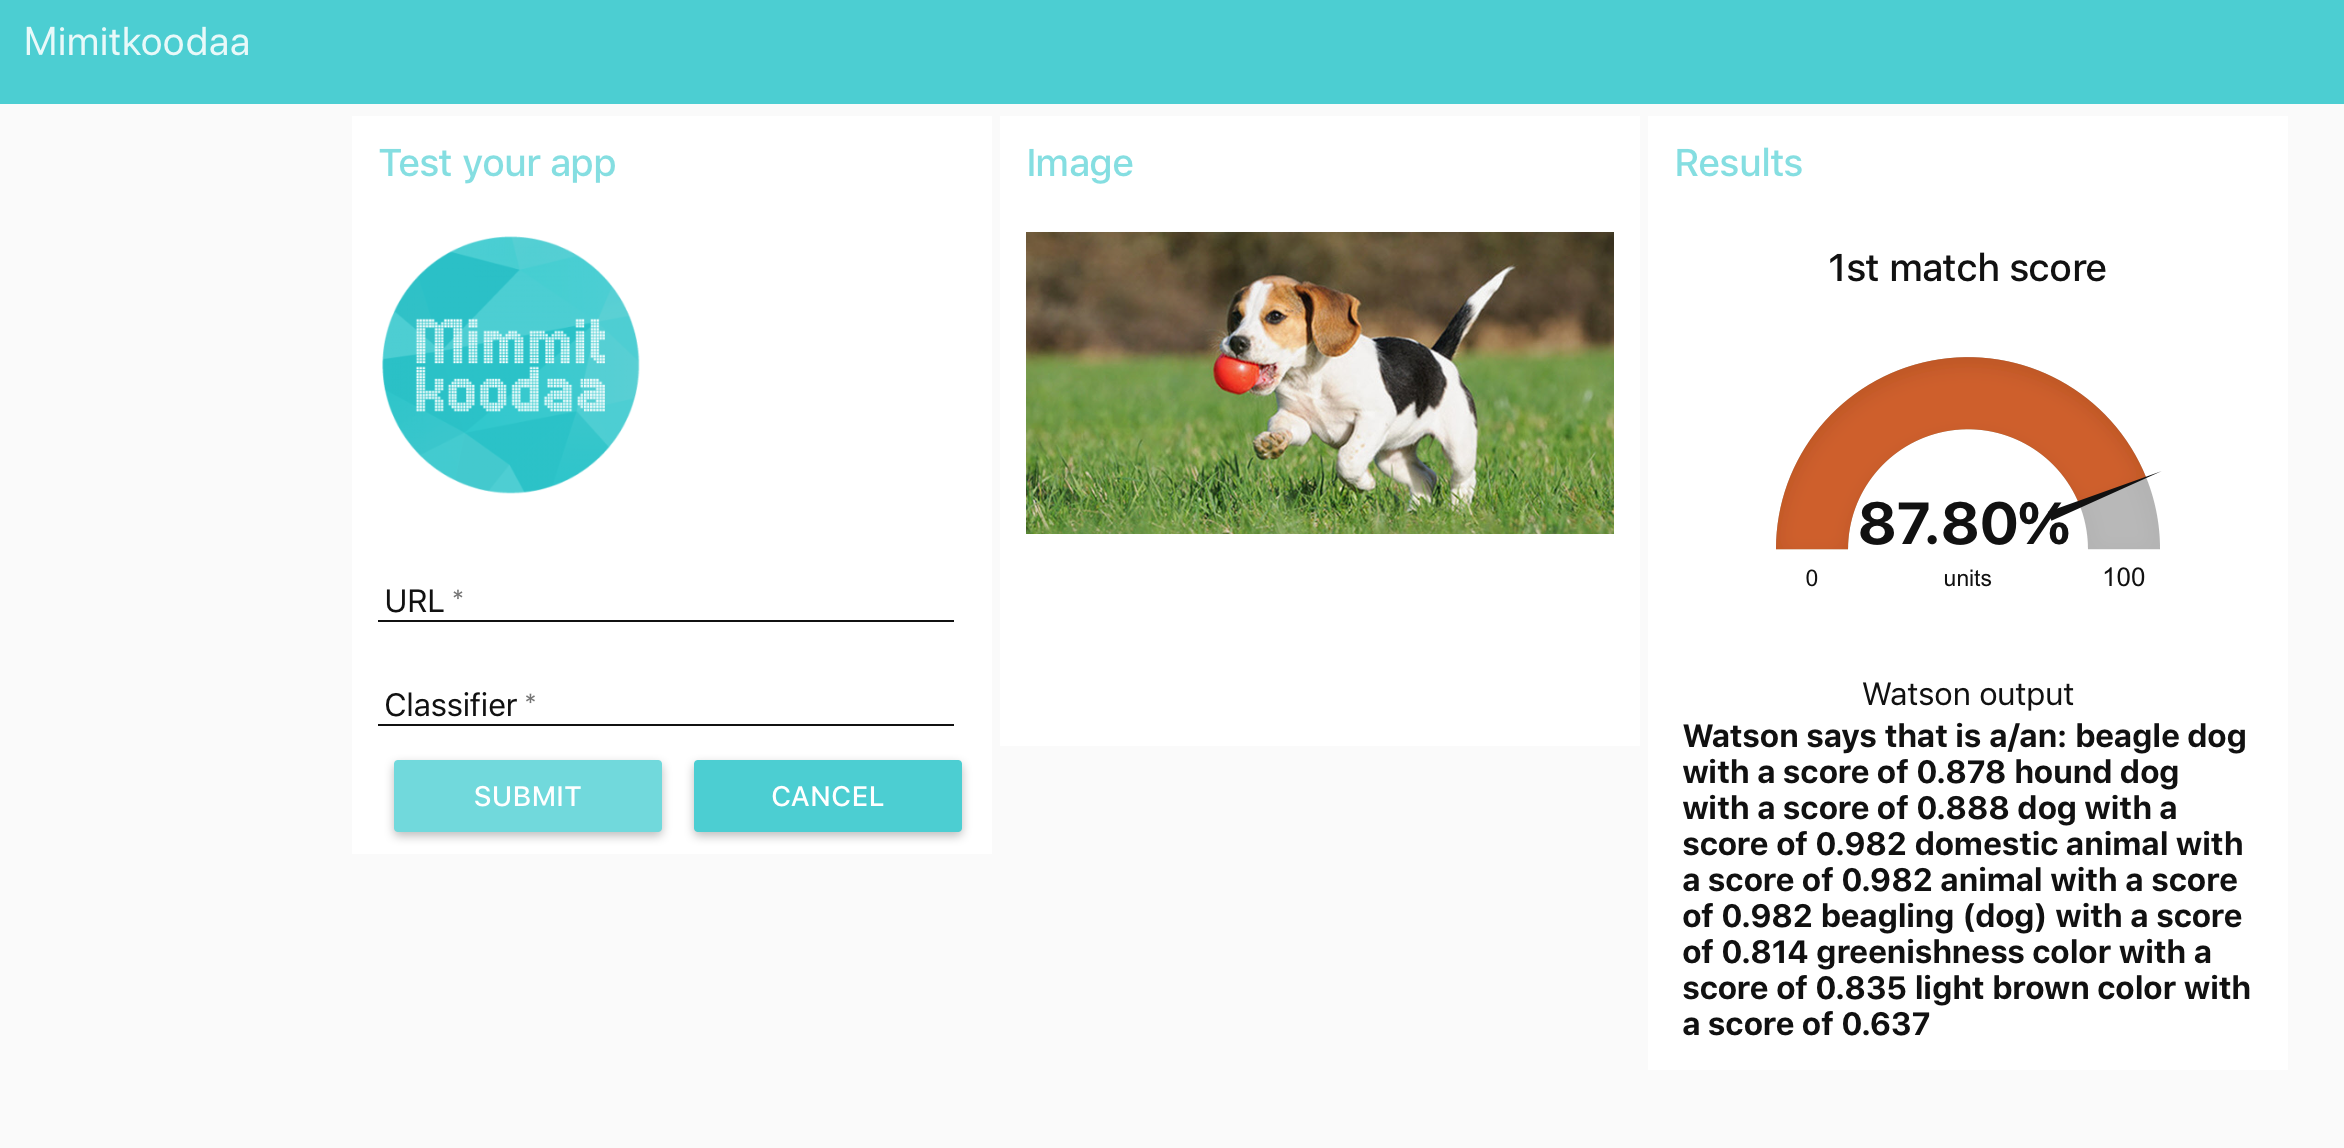 Mimitkoodaa
Test your app
Mimmit
koodaa
URL *
Classifier *
SUBMIT
CANCEL
Image
Results
1st match score
87.80%
0
units
100
Watson output
Watson says that is a/an: beagle dog
with a score of 0.878 hound dog
with a score of 0.888 dog with a
score of 0.982 domestic animal with
a score of 0.982 animal with a score
of 0.982 beagling (dog) with a score
of 0.814 greenishness color with a
score of 0.835 light brown color with
a score of 0.637